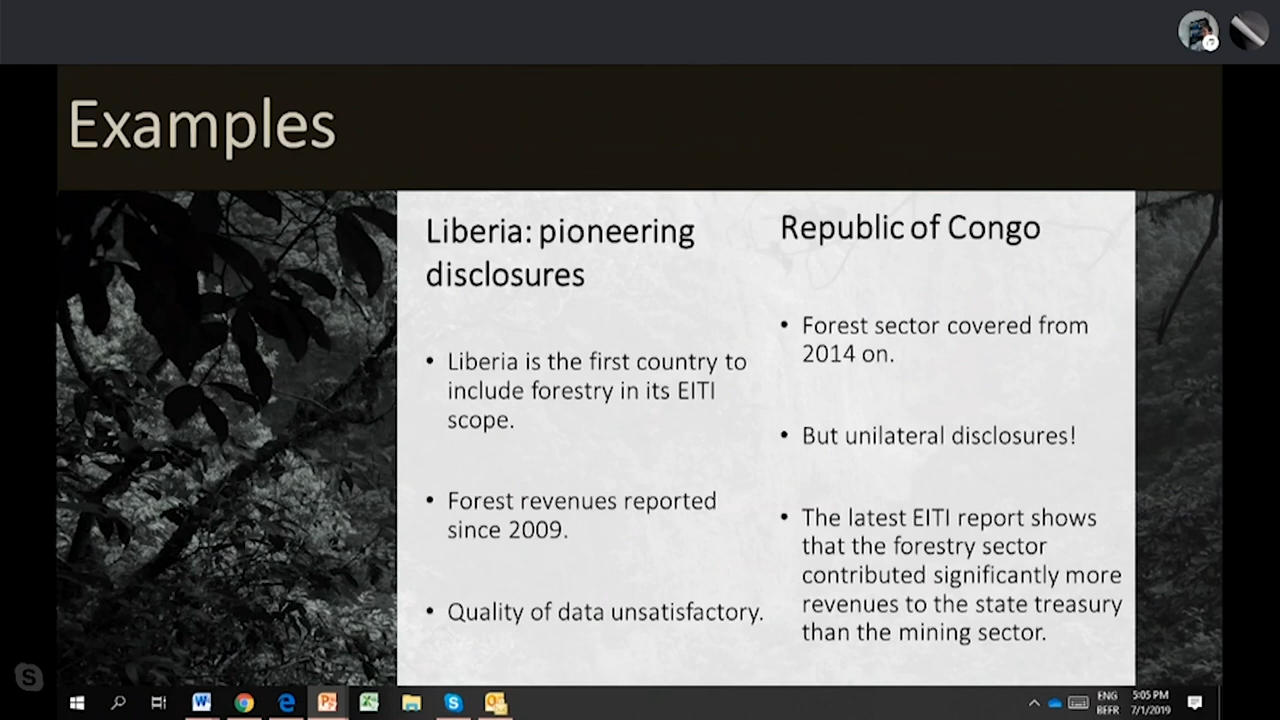 Examples
Liberia: pioneering
disclosures
• Liberia is the first country to
include forestry in its EITI
scope.
• Forest revenues reported
since 2009.
• Quality of data unsatisfactory.
Republic of Congo
• Forest sector covered from
2014 on.
• But unilateral disclosures!
• The latest EITI report shows
that the forestry sector
contributed significantly more
revenues to the state treasury
than the mining sector.
ENG
BEFR
5:05 PM
7/1/2019